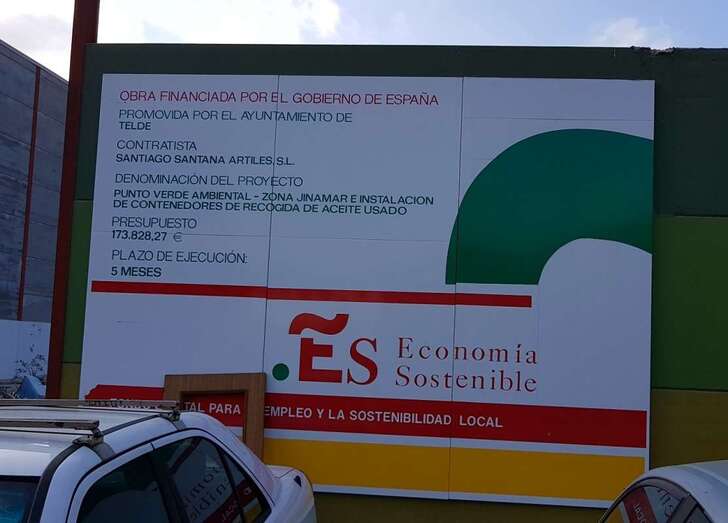 OBRA FINANCIADA POR EL GOBIERNO DE ESPAÑA
PROMOVIDA POR EL AYUNTAMIENTO DE
TELDE
CONTRATISTA
SANTIAGO SANTANA ARTILES, S.L.
DENOMINACIÓN DEL PROYECTO
PUNTO VERDE AMBIENTAL - ZONA JINAMAR E INSTALACION
DE CONTENEDORES DE RECOGIDA DE ACEITE USADO
PRESUPUESTO
173.828,27 €
PLAZO DE EJECUCIÓN:
5 MESES
.ES Economía
Sostenible
PARA EMPLEO Y LA SOSTENIBILIDAD LOCAL